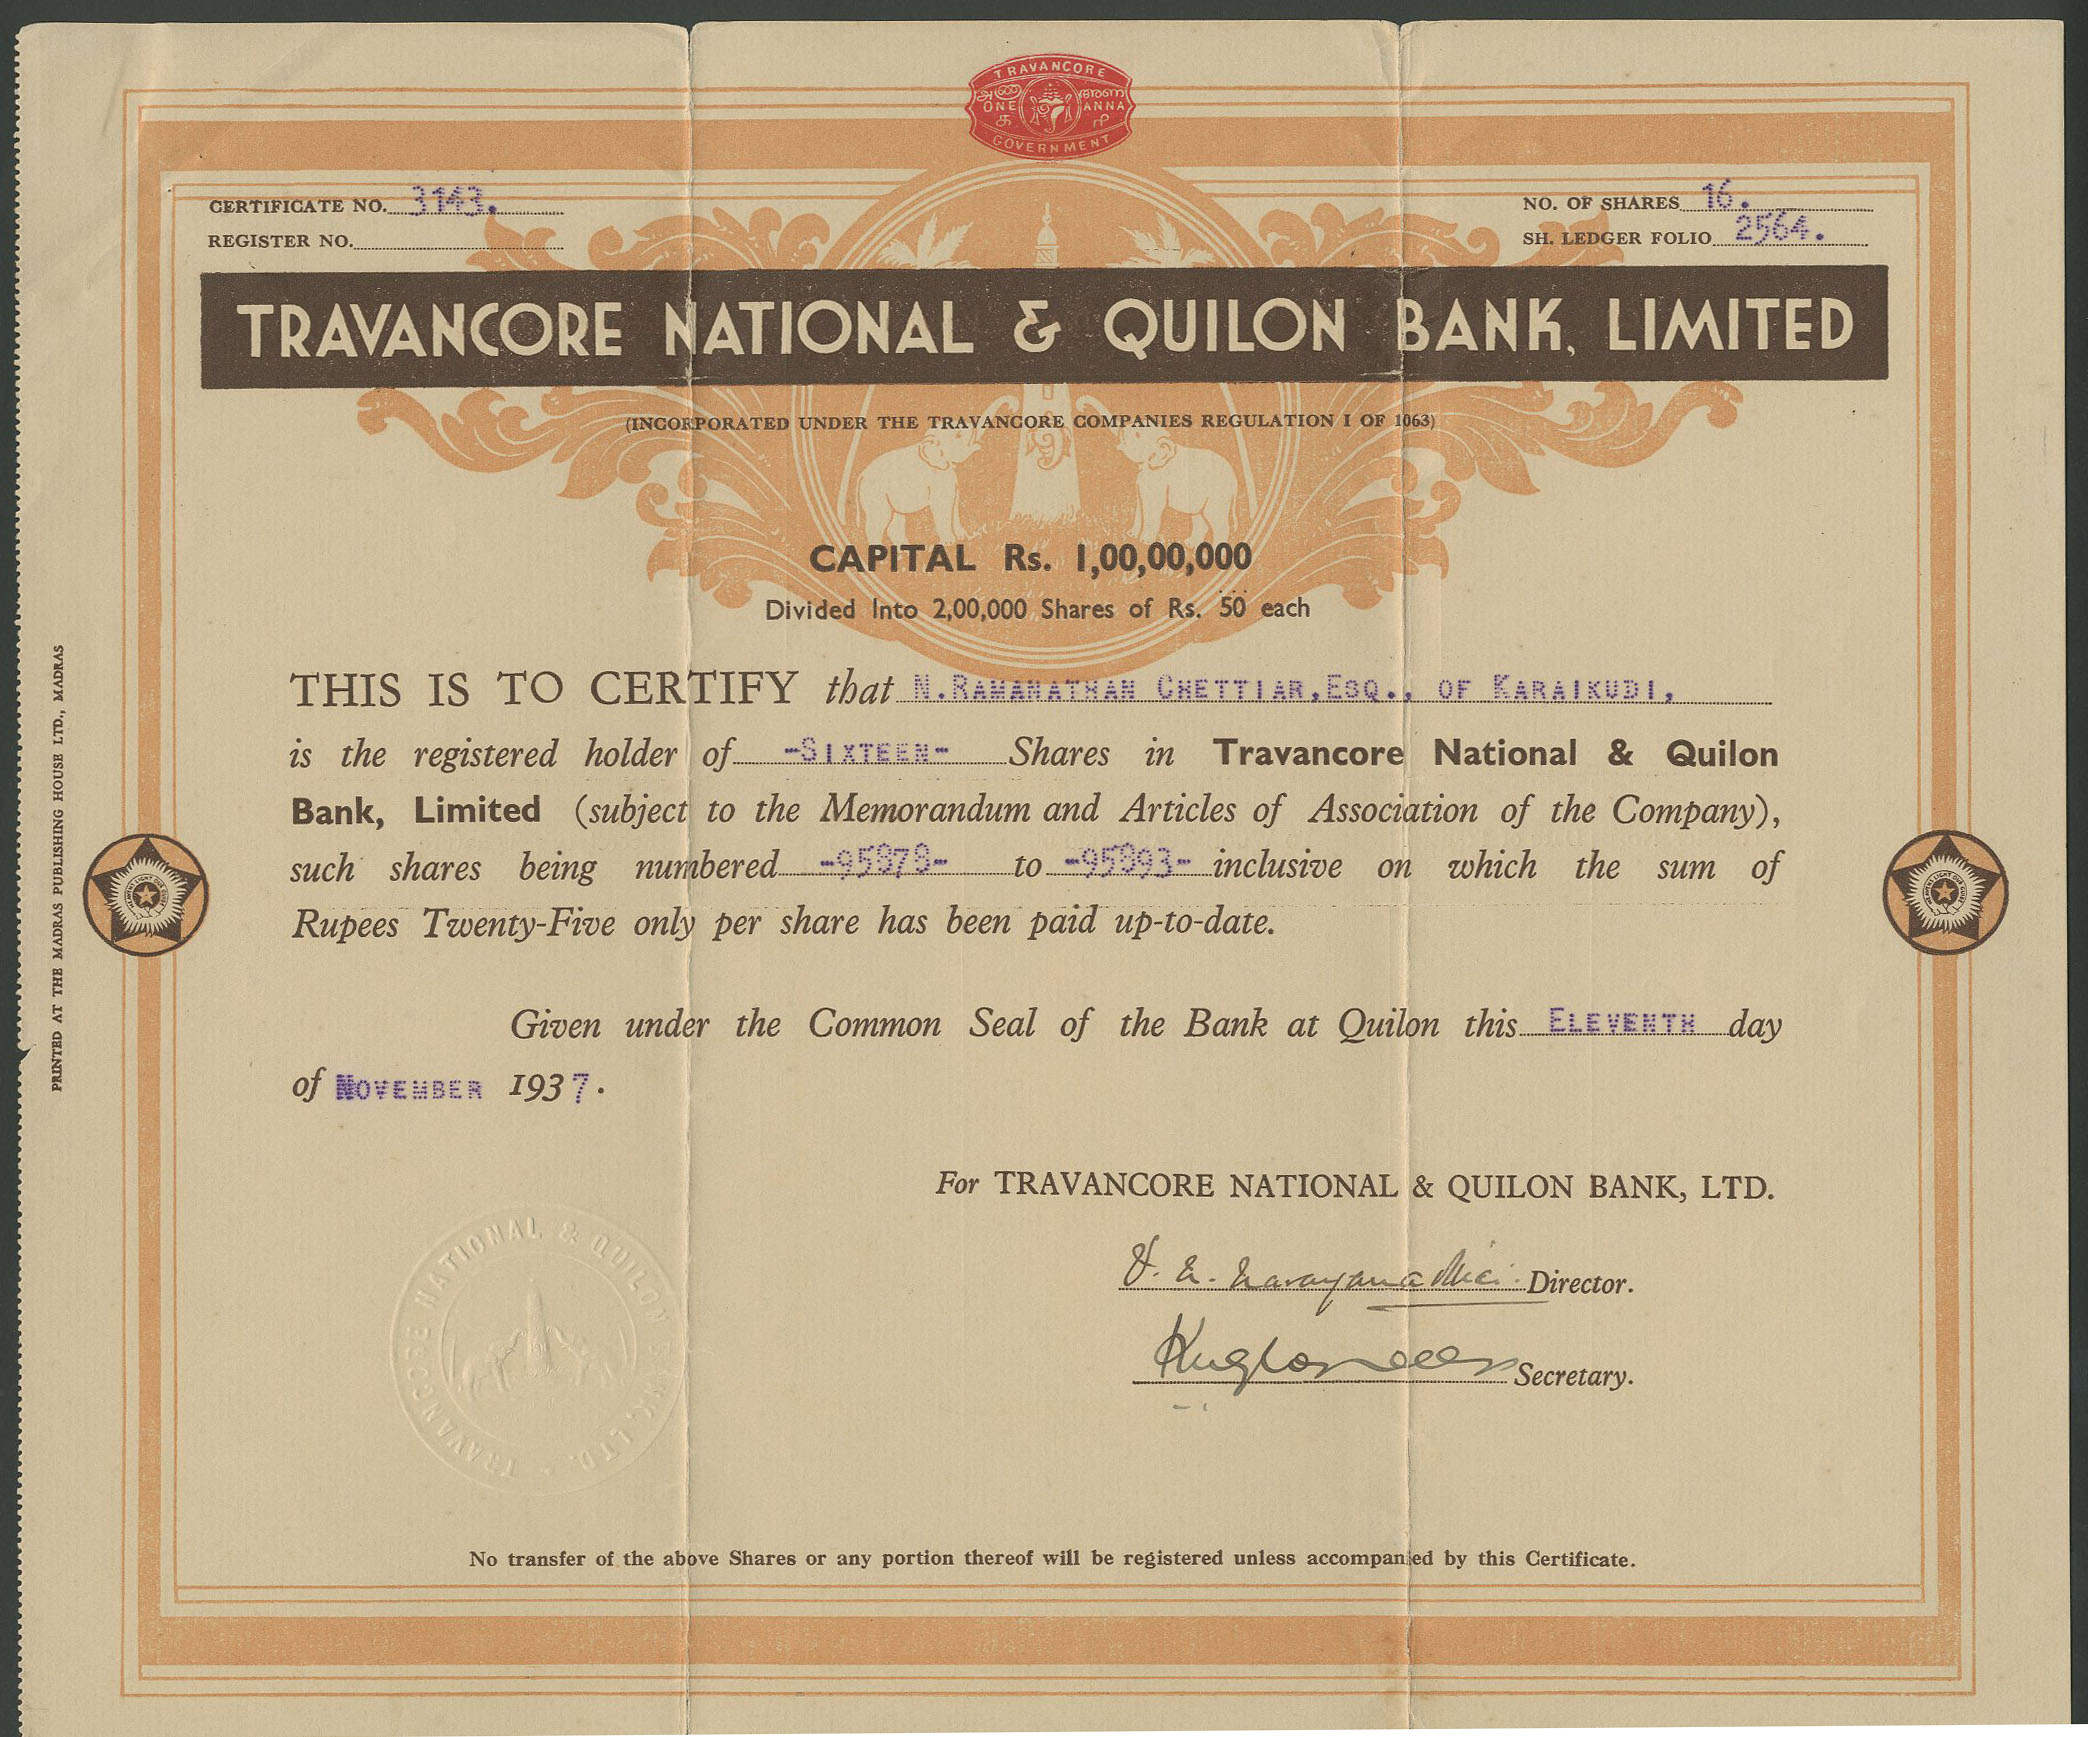 TRAVANCORE
ONE ANNA
GOVERNMENT
CERTIFICATE NO. 3143.
NO. OF SHARES 16.
REGISTER NO.
SH. LEDGER FOLIO 2564.
TRAVANCORE NATIONAL & QUILON BANK, LIMITED
(INCORPORATED UNDER THE TRAVANCORE COMPANIES REGULATION I OF 1063)
CAPITAL Rs. 1,00,00,000
Divided Into 2,00,000 Shares of Rs. 50 each
THIS IS TO CERTIFY that N.RAMANATHAN CHETTIAR,ESQ., OF KARAIKUDI,
is the registered holder of -SIXTEEN- Shares in Travancore National & Quilon
Bank, Limited (subject to the Memorandum and Articles of Association of the Company),
such shares being numbered -95878- to -95893- inclusive on which the sum of
Rupees Twenty-Five only per share has been paid up-to-date.
Given under the Common Seal of the Bank at Quilon this ELEVENTH day
of NOVEMBER 1937.
For TRAVANCORE NATIONAL & QUILON BANK, LTD.
Director.
Secretary.
TRAVANCORE NATIONAL & QUILON BANK, LTD.
No transfer of the above Shares or any portion thereof will be registered unless accompanied by this Certificate.
PRINTED AT THE MADRAS PUBLISHING HOUSE LTD., MADRAS